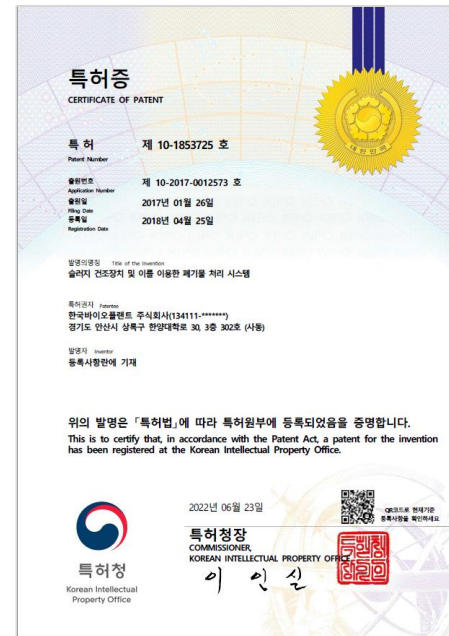 특허증
CERTIFICATE OF PATENT
특 허 제 10-1853725 호
Patent Number
출원번호 제 10-2017-0012573 호
Application Number
출원일 2017년 01월 26일
Filing Date
등록일 2018년 04월 25일
Registration Date
발명의명칭 Title of the Invention
슬러지 건조장치 및 이를 이용한 폐기물 처리 시스템
특허권자 Patentee
한국바이오플랜트 주식회사(134111-*******)
경기도 안산시 상록구 한양대학로 30, 3층 302호 (사동)
발명자 Inventor
등록사항란에 기재
위의 발명은 「특허법」에 따라 특허원부에 등록되었음을 증명합니다.
This is to certify that, in accordance with the Patent Act, a patent for the invention
has been registered at the Korean Intellectual Property Office.
2022년 06월 23일
QR코드로 현재기준
등록사항을 확인하세요
특허청장
COMMISSIONER,
KOREAN INTELLECTUAL PROPERTY OFFICE
이 인 실
특허청
Korean Intellectual
Property Office
대한민국